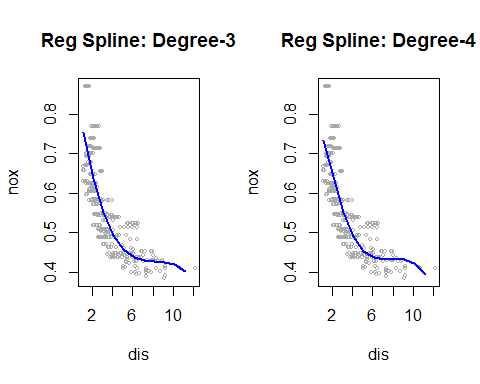 Reg Spline: Degree-3
nox
0.4 0.5 0.6 0.7 0.8
2 6 10
dis
Reg Spline: Degree-4
nox
0.4 0.5 0.6 0.7 0.8
2 6 10
dis